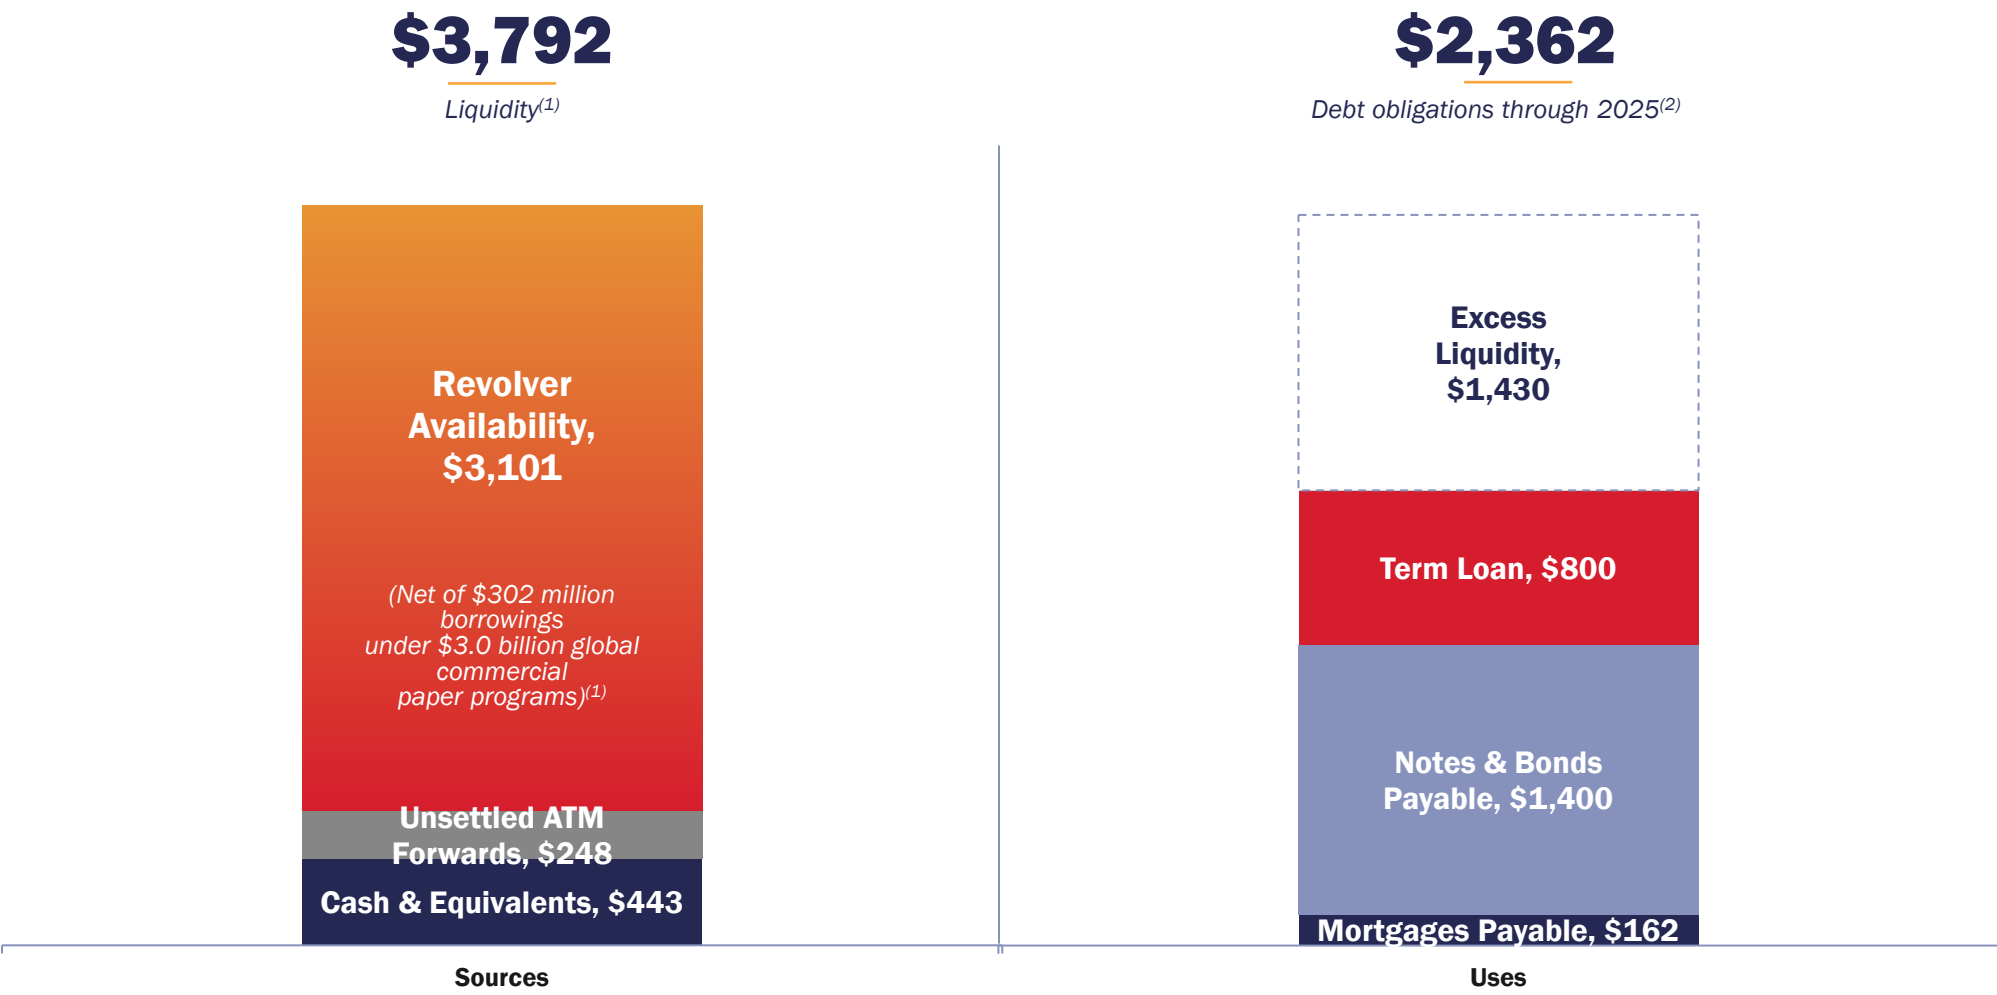 $3,792
Liquidity(1)
Revolver
Availability,
$3,101
(Net of $302 million
borrowings
under $3.0 billion global
commercial
paper programs)(1)
Unsettled ATM
Forwards, $248
Cash & Equivalents, $443
Sources
$2,362
Debt obligations through 2025(2)
Excess
Liquidity,
$1,430
Term Loan, $800
Notes & Bonds
Payable, $1,400
Mortgages Payable, $162
Uses